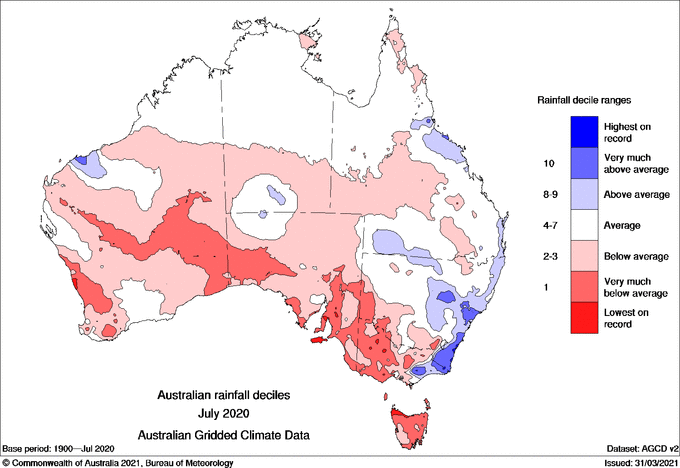 Rainfall decile ranges
Highest on
record
10
Very much
above average
8-9
Above average
4-7
Average
2-3
Below average
1
Very much
below average
Lowest on
record
Australian rainfall deciles
July 2020
Australian Gridded Climate Data
Base period: 1900—Jul 2020
Dataset: AGCD v2
© Commonwealth of Australia 2021, Bureau of Meteorology
Issued: 31/03/2021